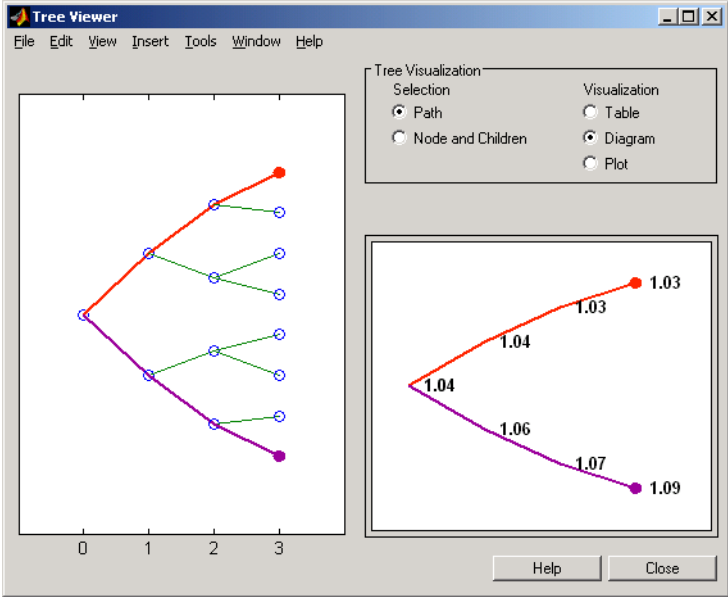 Tree Viewer
File Edit View Insert Tools Window Help
Tree Visualization
Selection Visualization
Path Table
Node and Children Diagram
Plot
1.03
1.03
1.04
1.04
1.06
1.07
1.09
0 1 2 3
Help Close